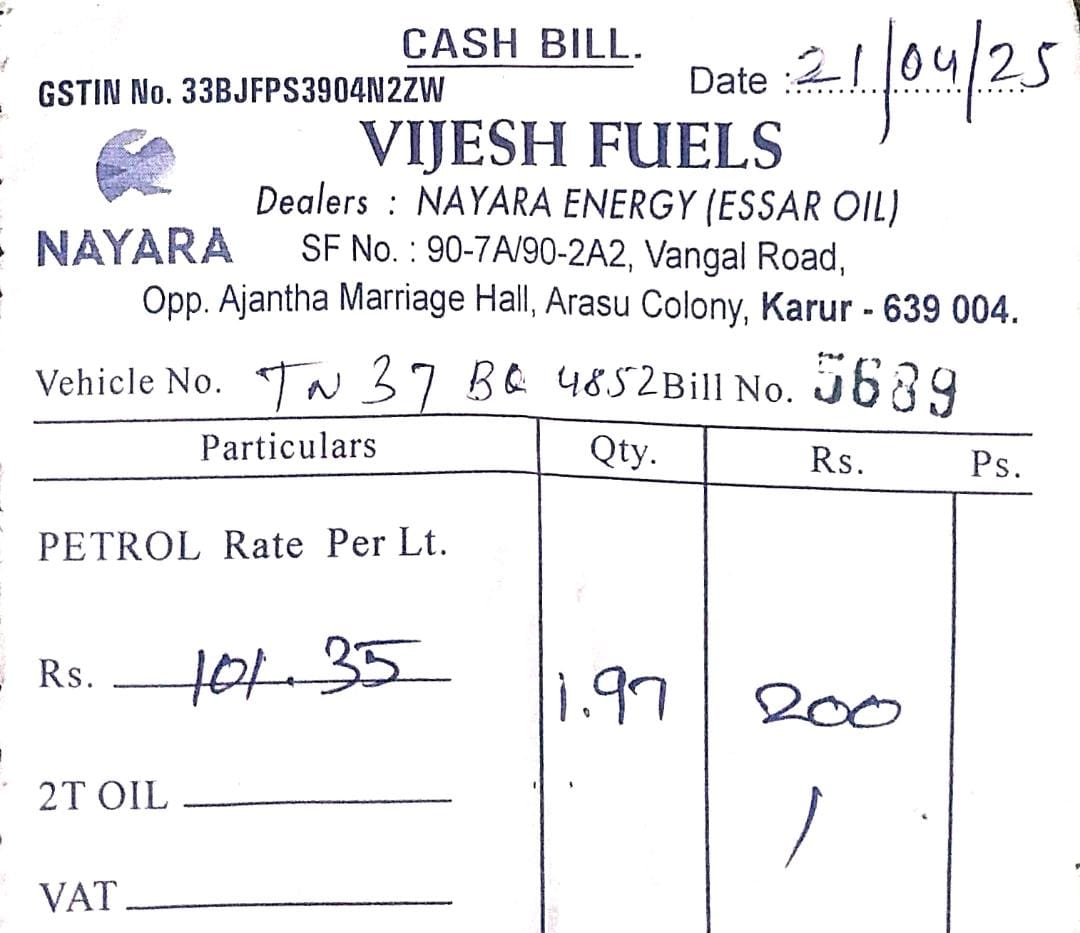 CASH BILL.
GSTIN No. 33BJFPS3904N2ZW
Date : 21/04/25
VIJESH FUELS
Dealers : NAYARA ENERGY (ESSAR OIL)
NAYARA
SF No. : 90-7A/90-2A2, Vangal Road,
Opp. Ajantha Marriage Hall, Arasu Colony, Karur - 639 004.
Vehicle No. TN 37 BQ 4852 Bill No. 5689
Particulars Qty. Rs. Ps.
PETROL Rate Per Lt.
Rs. 101.35 1.97 200
2T OIL
VAT